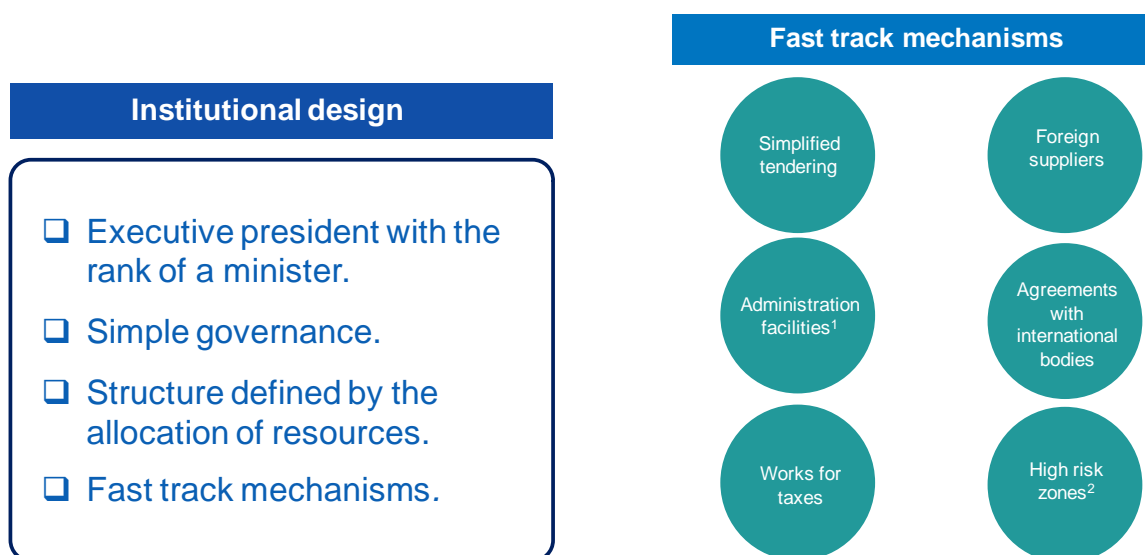 Institutional design
❑ Executive president with the
rank of a minister.
❑ Simple governance.
❑ Structure defined by the
allocation of resources.
❑ Fast track mechanisms.
Fast track mechanisms
Simplified
tendering
Foreign
suppliers
Administration
facilities¹
Agreements
with
international
bodies
Works for
taxes
High risk
zones²